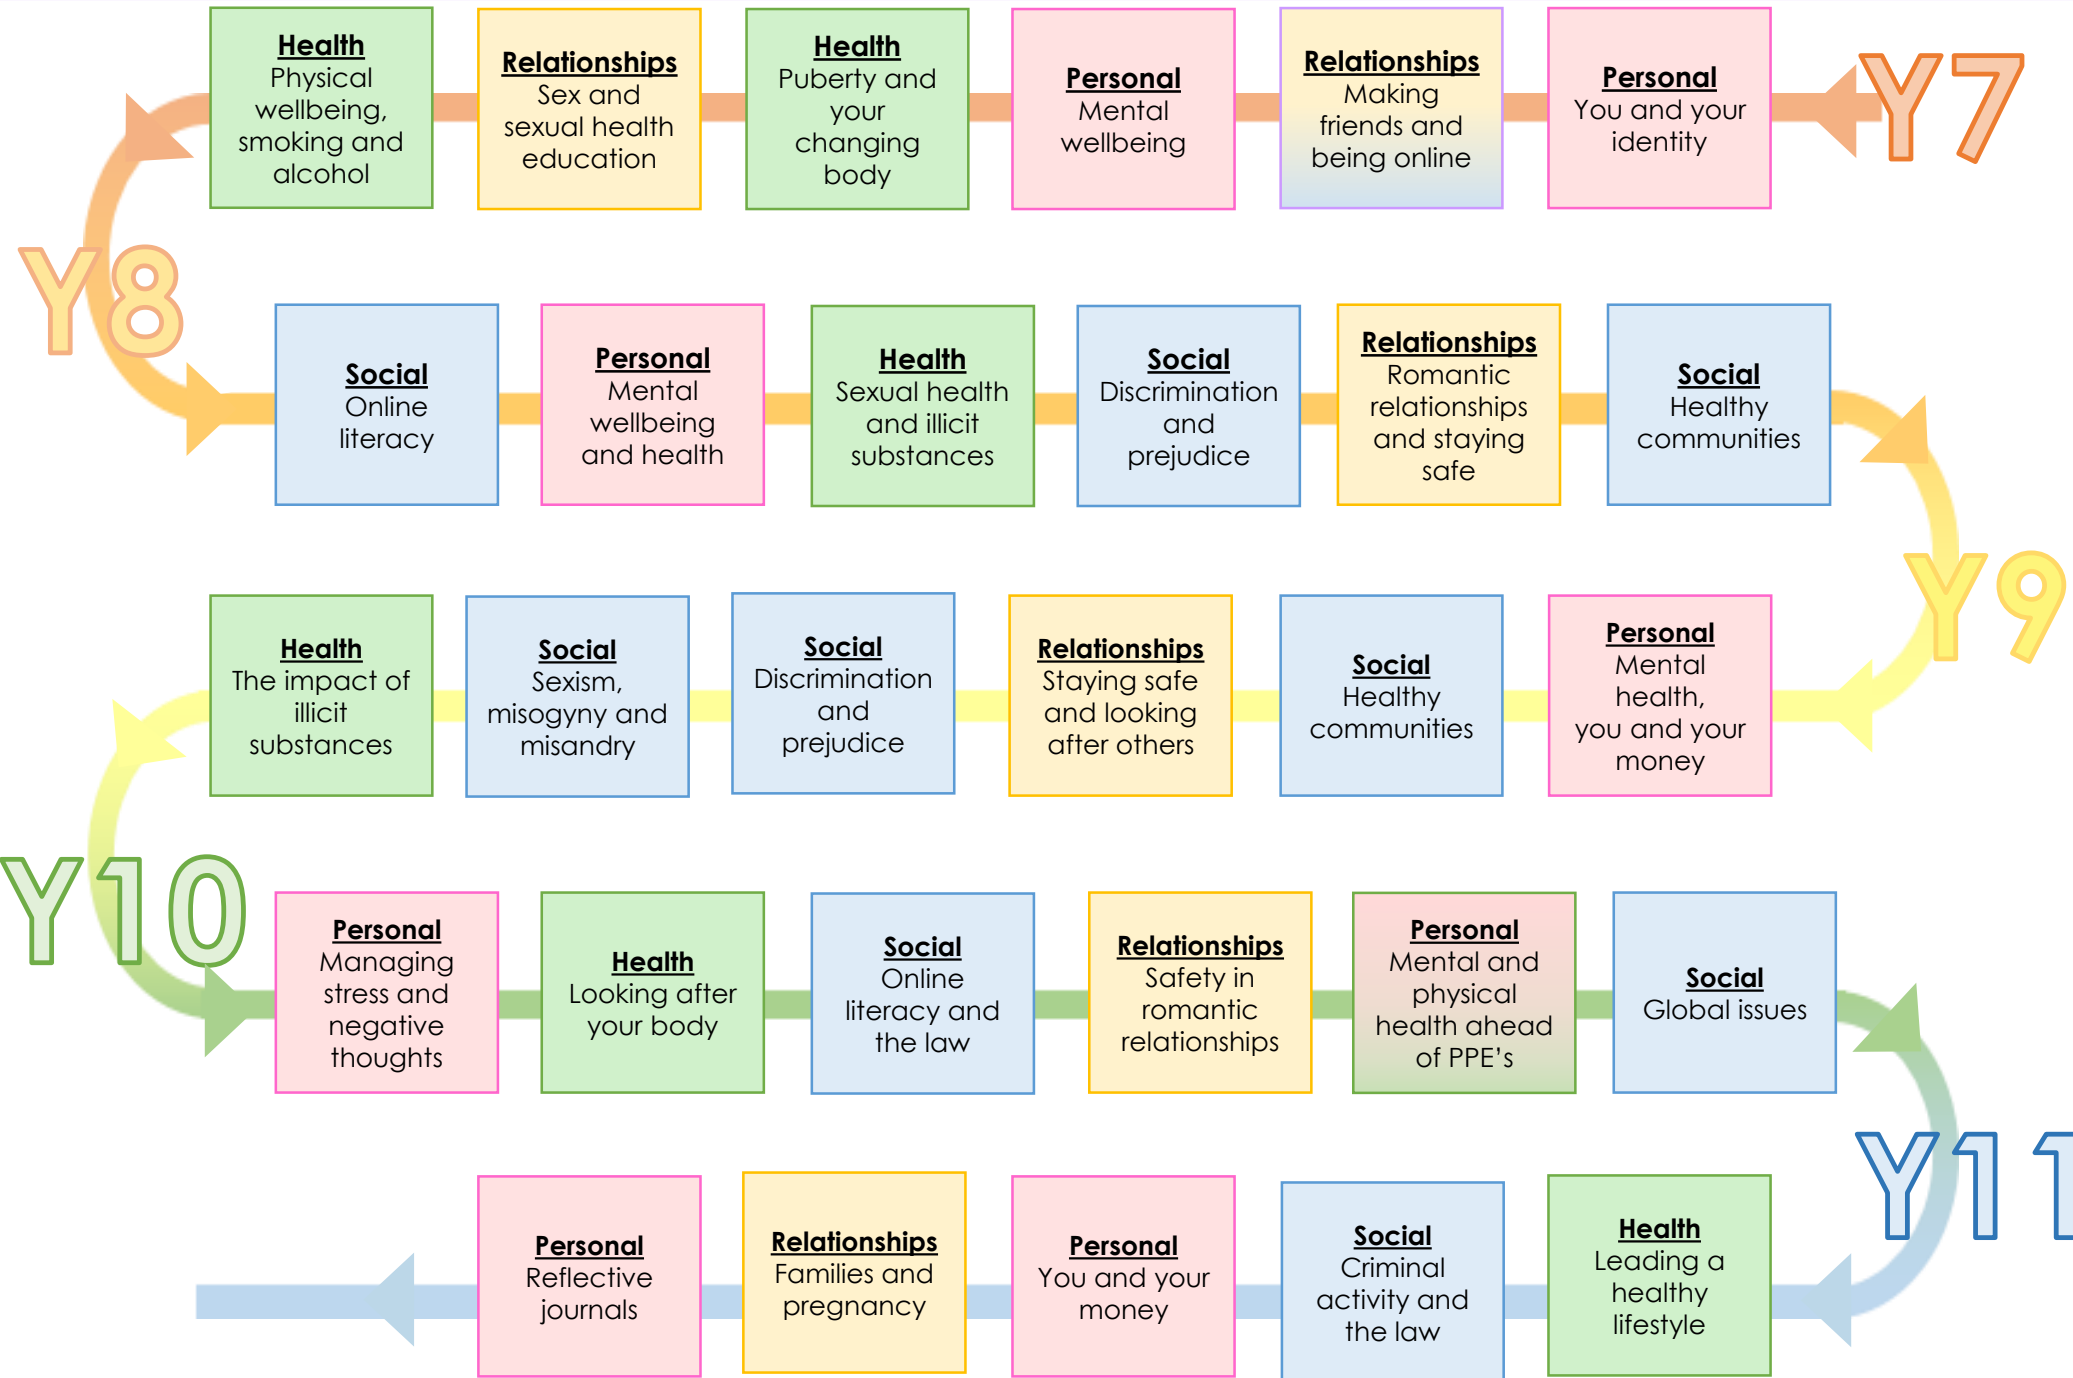 Y7
Personal
You and your
identity
Relationships
Making
friends and
being online
Personal
Mental
wellbeing
Health
Puberty and
your
changing
body
Relationships
Sex and
sexual health
education
Health
Physical
wellbeing,
smoking and
alcohol
Y8
Social
Online
literacy
Personal
Mental
wellbeing
and health
Health
Sexual health
and illicit
substances
Social
Discrimination
and
prejudice
Relationships
Romantic
relationships
and staying
safe
Social
Healthy
communities
Y9
Personal
Mental
health,
you and your
money
Social
Healthy
communities
Relationships
Staying safe
and looking
after others
Social
Discrimination
and
prejudice
Social
Sexism,
misogyny and
misandry
Health
The impact of
illicit
substances
Y10
Personal
Managing
stress and
negative
thoughts
Health
Looking after
your body
Social
Online
literacy and
the law
Relationships
Safety in
romantic
relationships
Personal
Mental and
physical
health ahead
of PPE’s
Social
Global issues
Y11
Health
Leading a
healthy
lifestyle
Social
Criminal
activity and
the law
Personal
You and your
money
Relationships
Families and
pregnancy
Personal
Reflective
journals